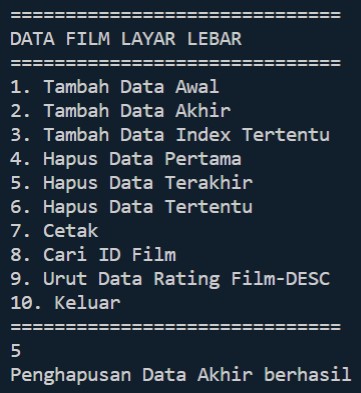 ==============================
DATA FILM LAYAR LEBAR
==============================
1. Tambah Data Awal
2. Tambah Data Akhir
3. Tambah Data Index Tertentu
4. Hapus Data Pertama
5. Hapus Data Terakhir
6. Hapus Data Tertentu
7. Cetak
8. Cari ID Film
9. Urut Data Rating Film-DESC
10. Keluar
==============================
5
Penghapusan Data Akhir berhasil